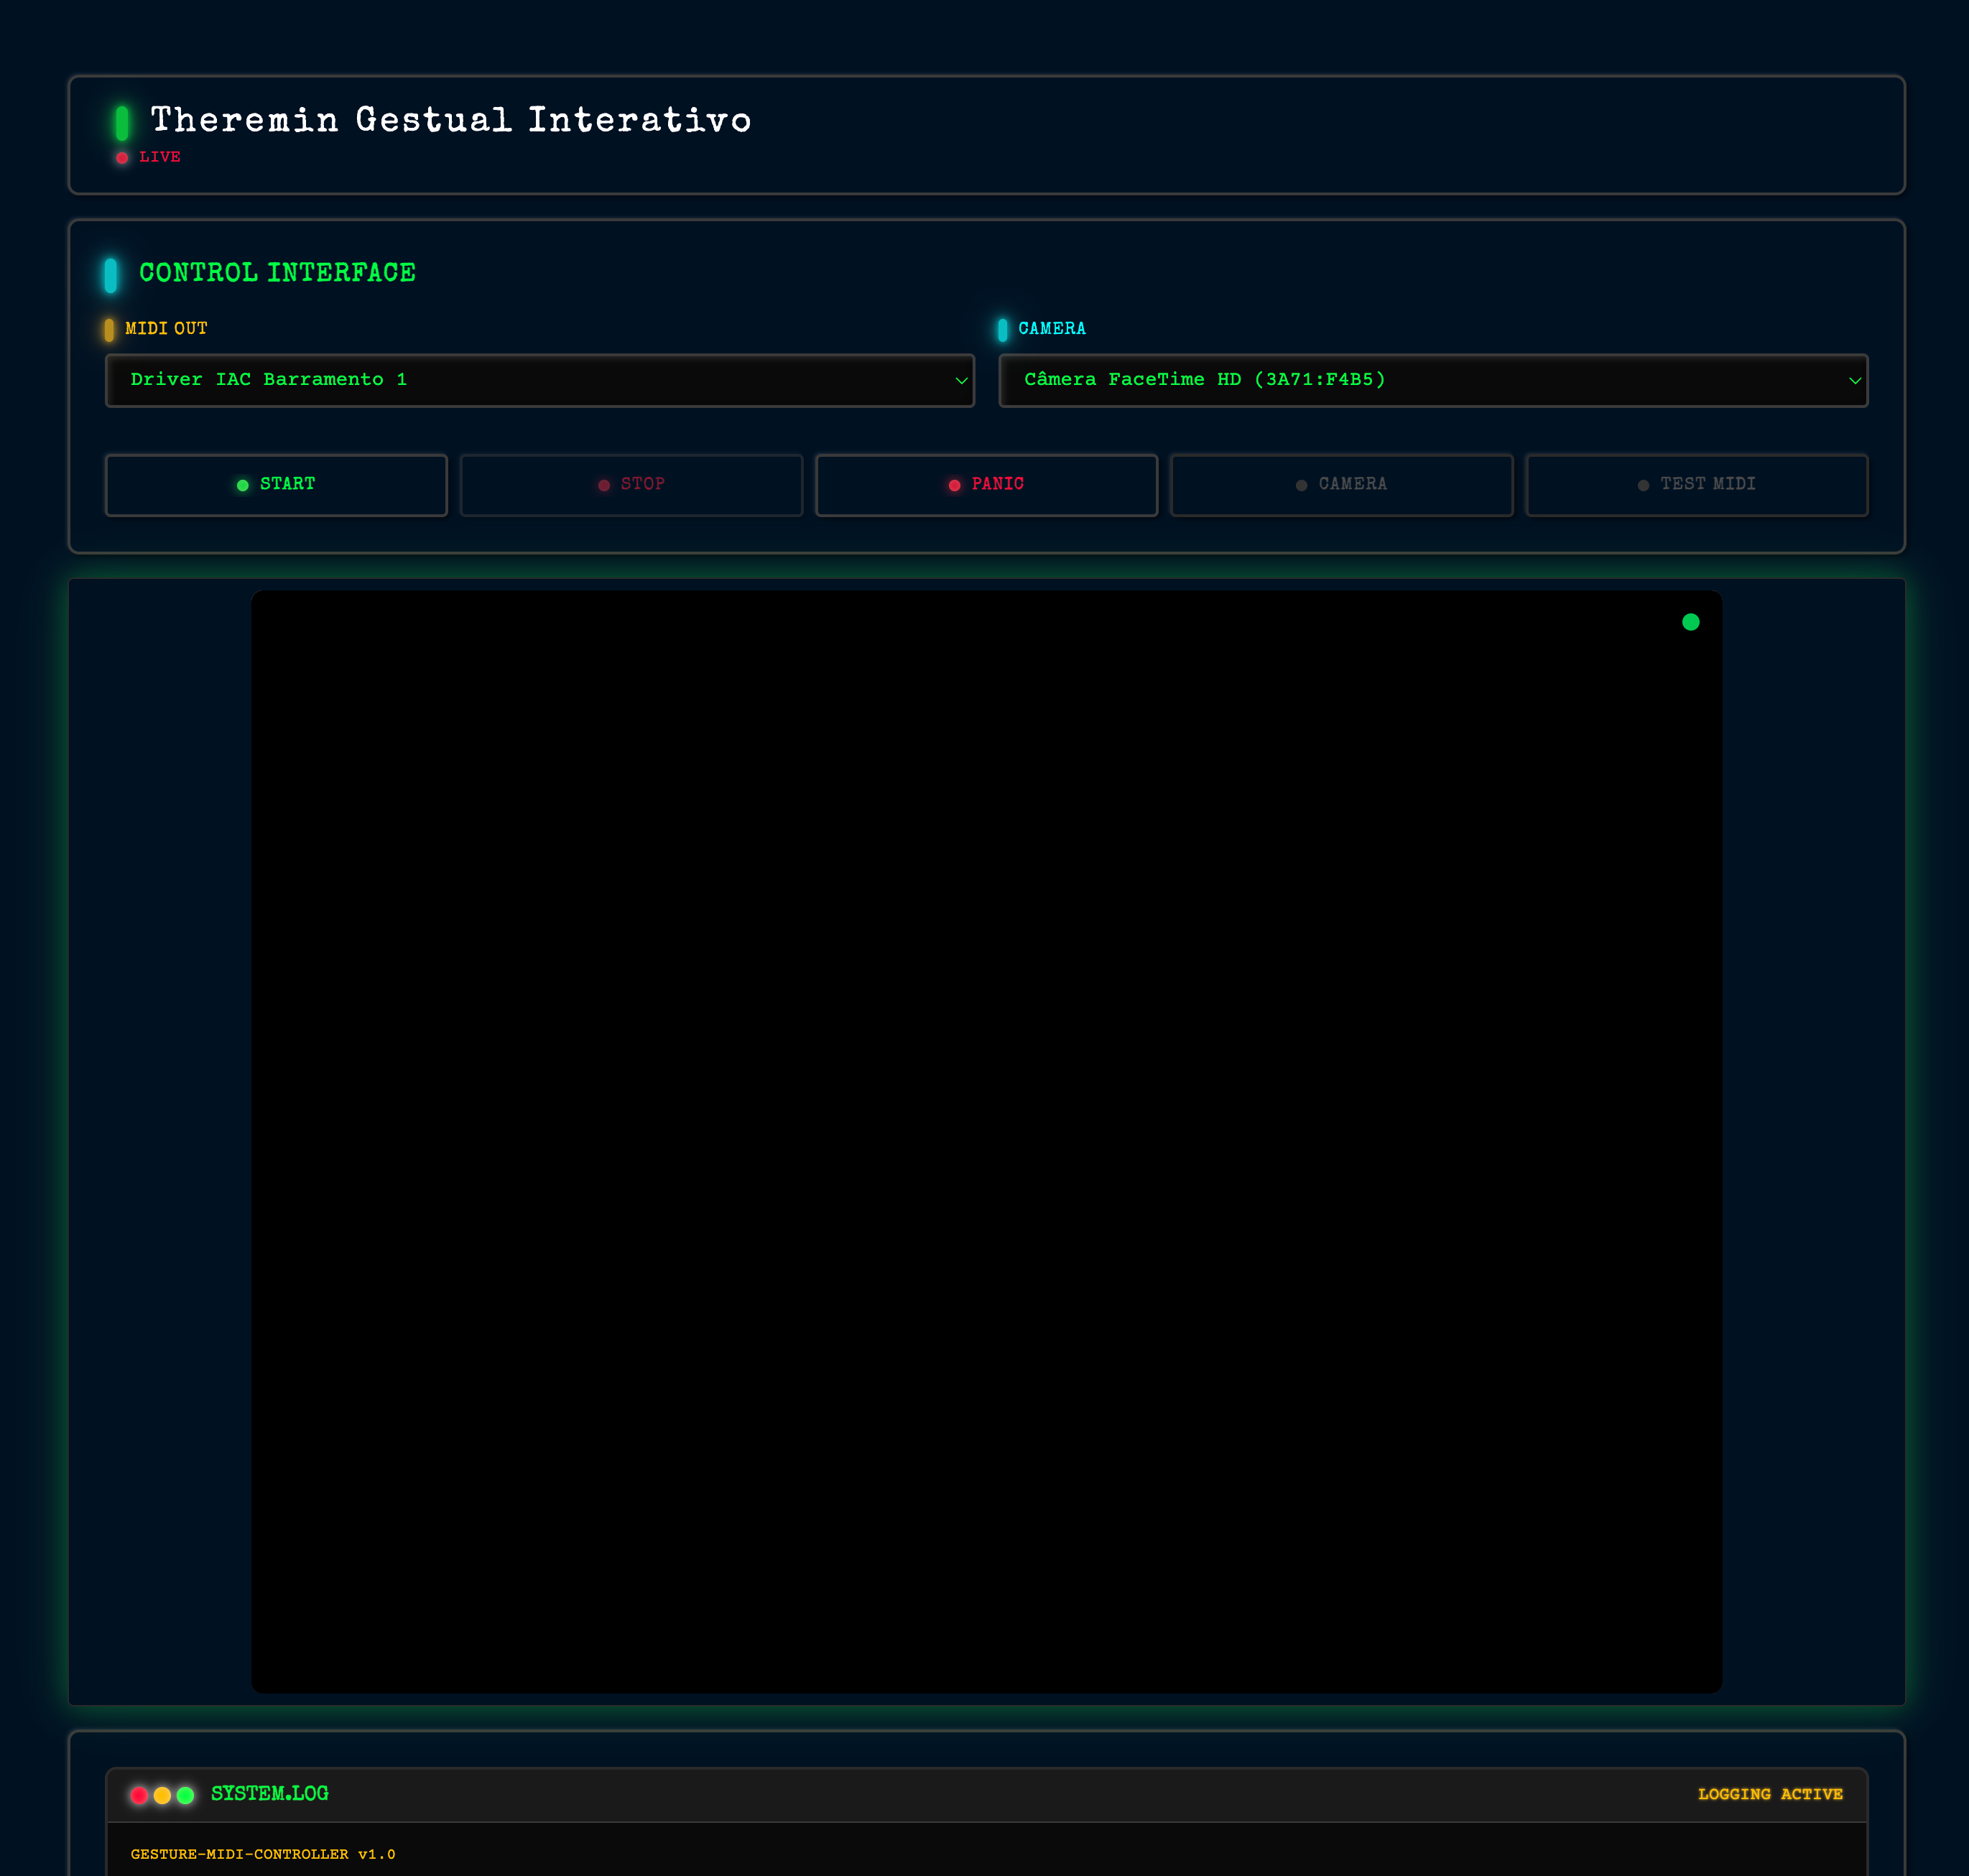 Theremin Gestual Interativo
LIVE
CONTROL INTERFACE
MIDI OUT
CAMERA
Driver IAC Barramento 1
Câmera FaceTime HD (3A71:F4B5)
START
STOP
PANIC
CAMERA
TEST MIDI
SYSTEM.LOG
LOGGING ACTIVE
GESTURE-MIDI-CONTROLLER v1.0